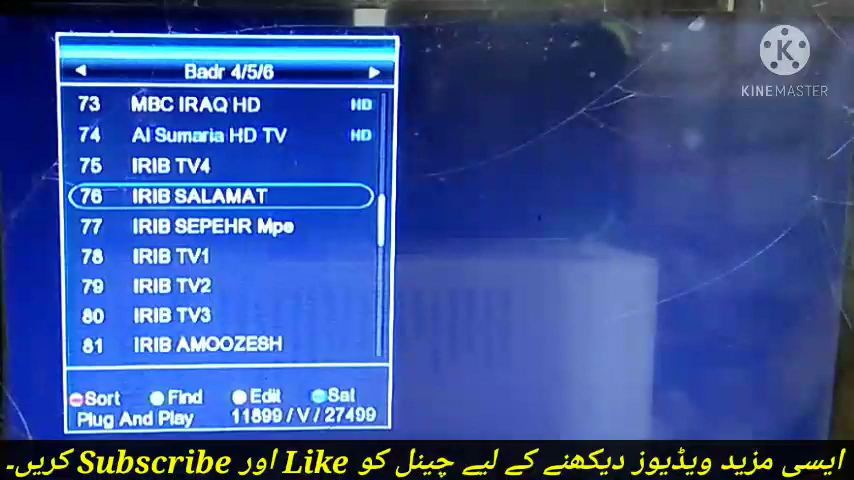 KINEMASTER
Badr 4/5/6
73 MBC IRAQ HD HD
74 Al Sumaria HD TV HD
75 IRIB TV4
76 IRIB SALAMAT
77 IRIB SEPEHR Mpe
78 IRIB TV1
79 IRIB TV2
80 IRIB TV3
81 IRIB AMOOZESH
Sort Find Edit Sat
Plug And Play 11899 / V / 27499
ایسی مزید ویڈیوز دیکھنے کے لیے چینل کو Like اور Subscribe کریں۔